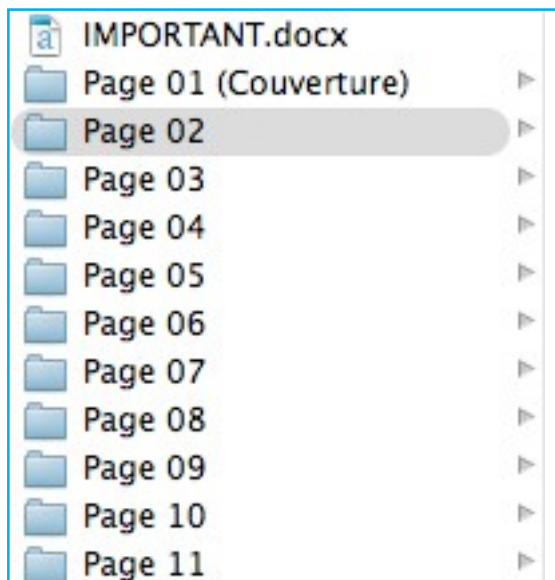 IMPORTANT.docx
Page 01 (Couverture)
Page 02
Page 03
Page 04
Page 05
Page 06
Page 07
Page 08
Page 09
Page 10
Page 11